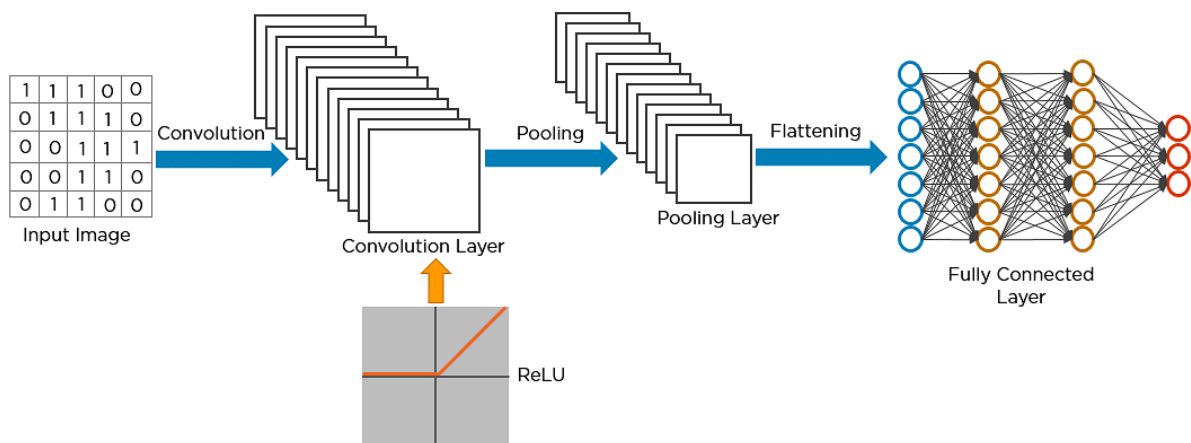 1 1 1 0 0
0 1 1 1 0
0 0 1 1 1
0 0 1 1 0
0 1 1 0 0
Input Image
Convolution
Convolution Layer
ReLU
Pooling
Pooling Layer
Flattening
Fully Connected
Layer